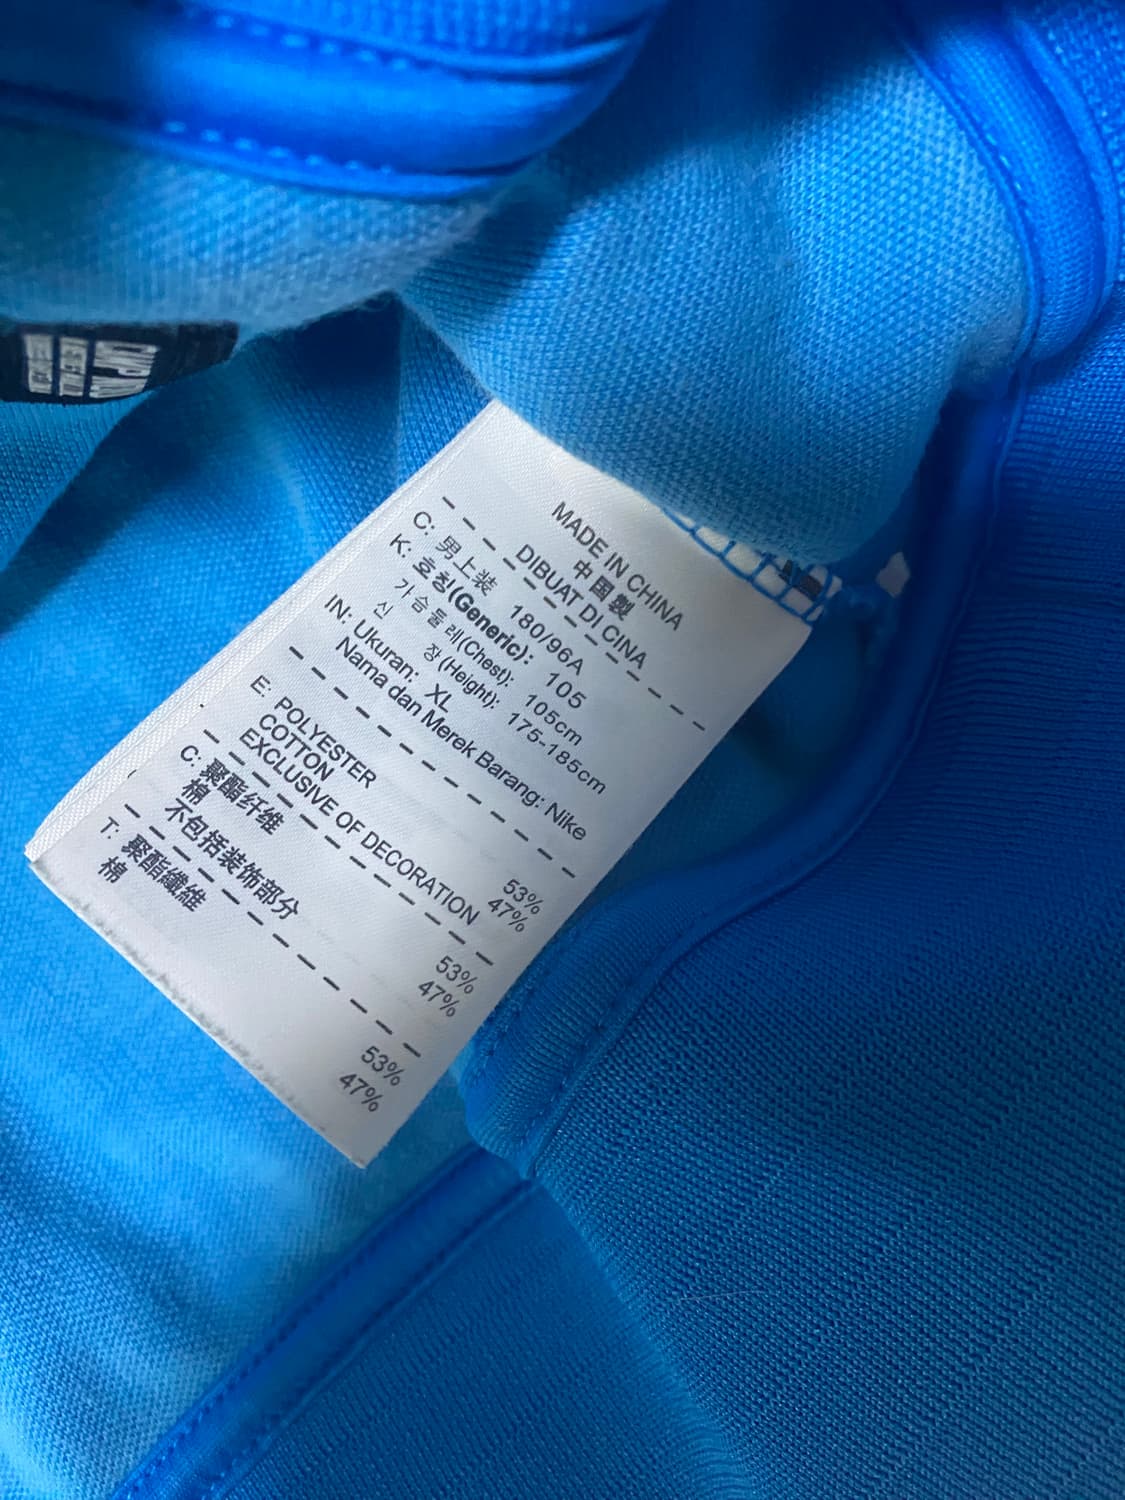 MADE IN CHINA
中国製
DIBUAT DI CINA
C: 男上装 180/96A
K: 호칭(Generic): 105
가슴둘레(Chest): 105cm
신 장(Height): 175-185cm
IN: Ukuran: XL
Nama dan Merek Barang: Nike
E: POLYESTER 53%
COTTON 47%
EXCLUSIVE OF DECORATION
C: 聚酯纤维 53%
棉 47%
不包括装饰部分
T: 聚酯纖維 53%
棉 47%